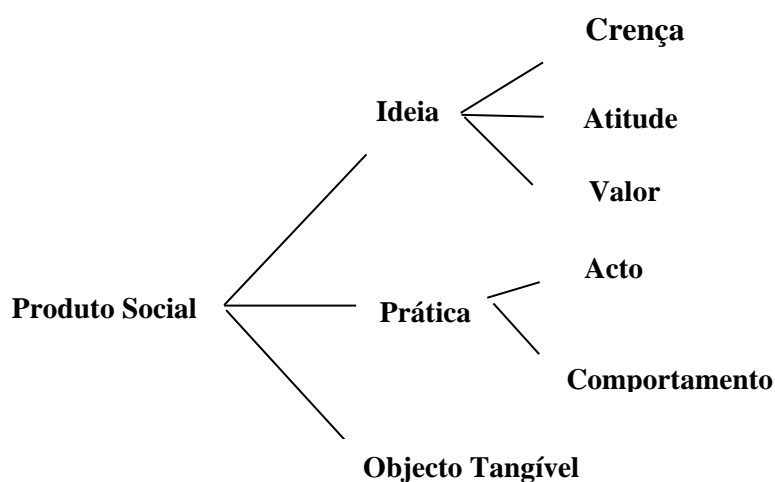 Crença
Ideia
Atitude
Valor
Acto
Produto Social
Prática
Comportamento
Objecto Tangível